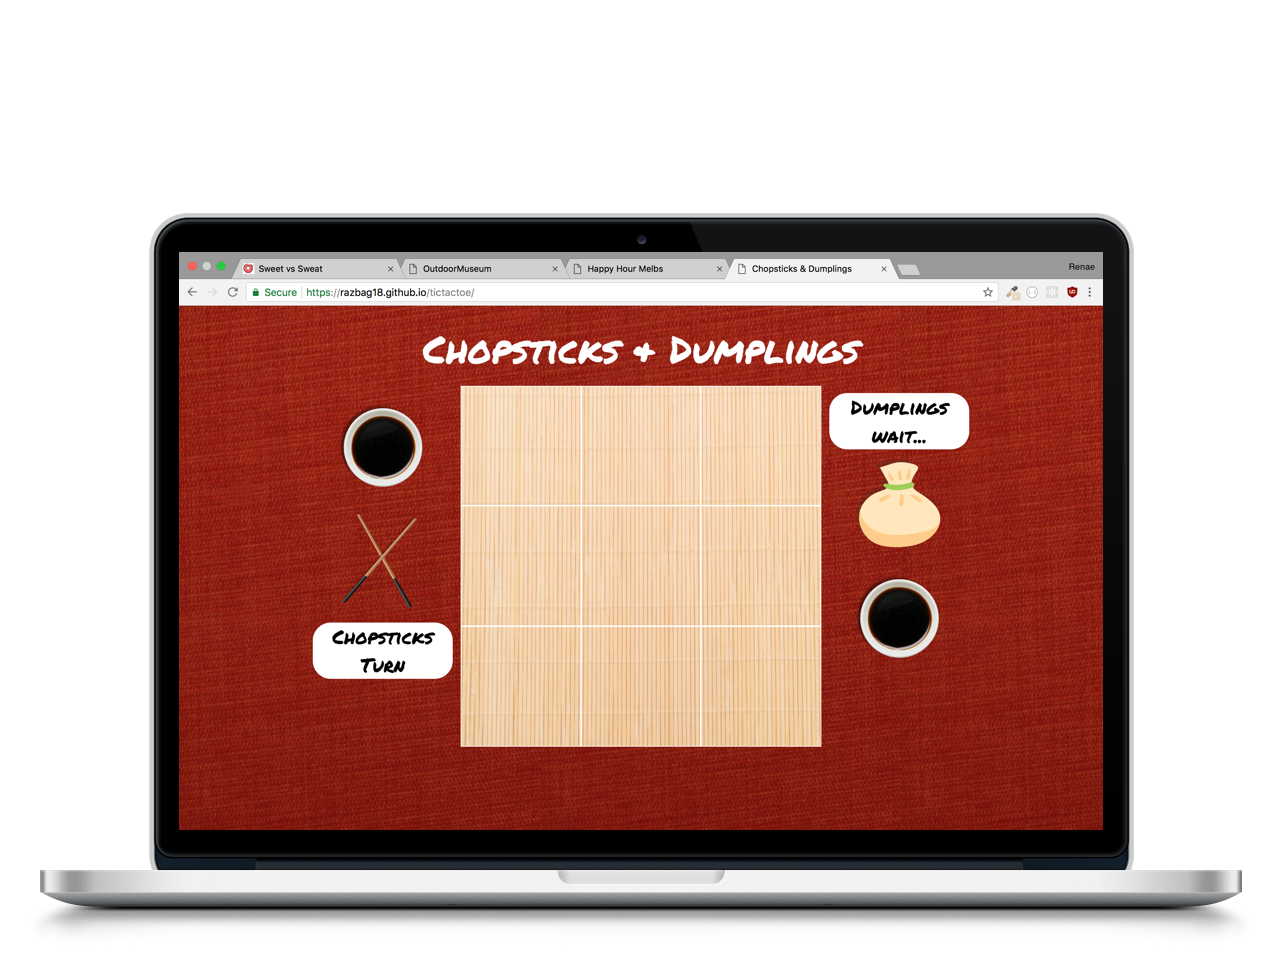 Sweet vs Sweat
OutdoorMuseum
Happy Hour Melbs
Chopsticks & Dumplings
Renae
Secure
https://razbag18.github.io/tictactoe/
Chopsticks & Dumplings
Dumplings
wait...
Chopsticks
Turn